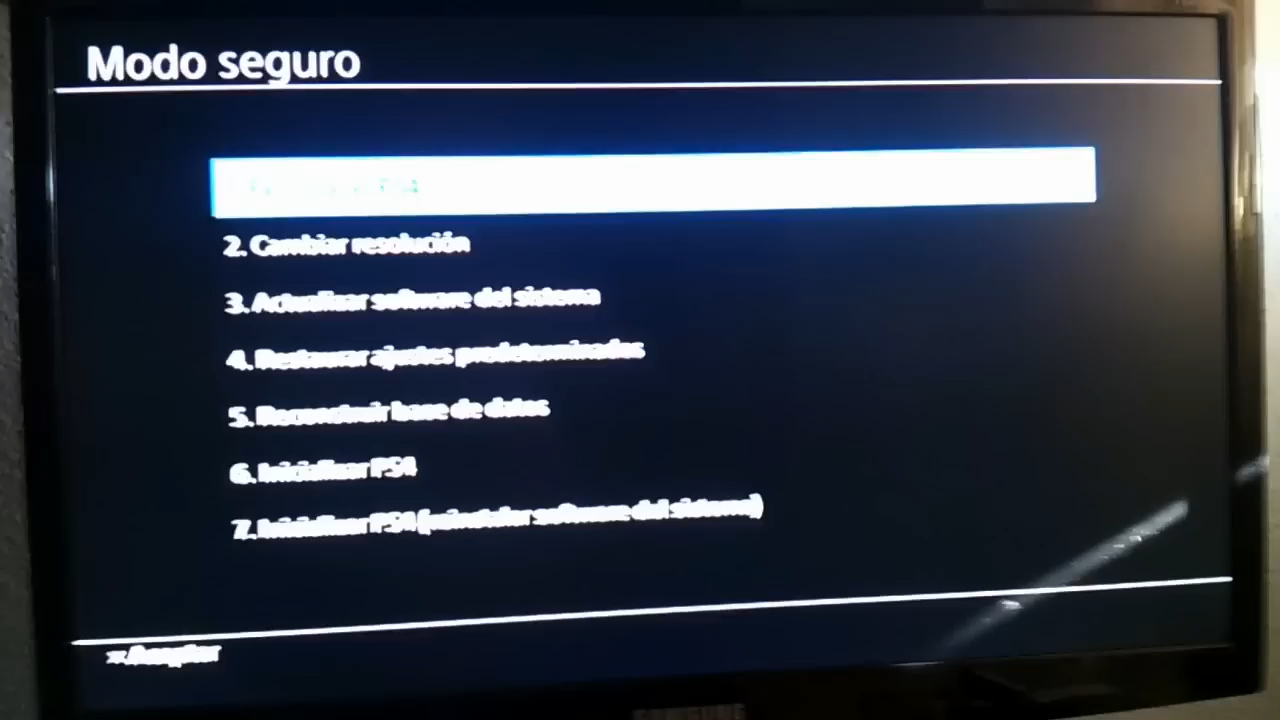 Modo seguro
PS4
2. Cambiar resolución
3. Actualizar software del sistema
4. Restaurar ajustes predeterminados
5. Reconstruir base de datos
6. Inicializar PS4
7. Inicializar PS4 (reinstalar software del sistema)
×:Aceptar